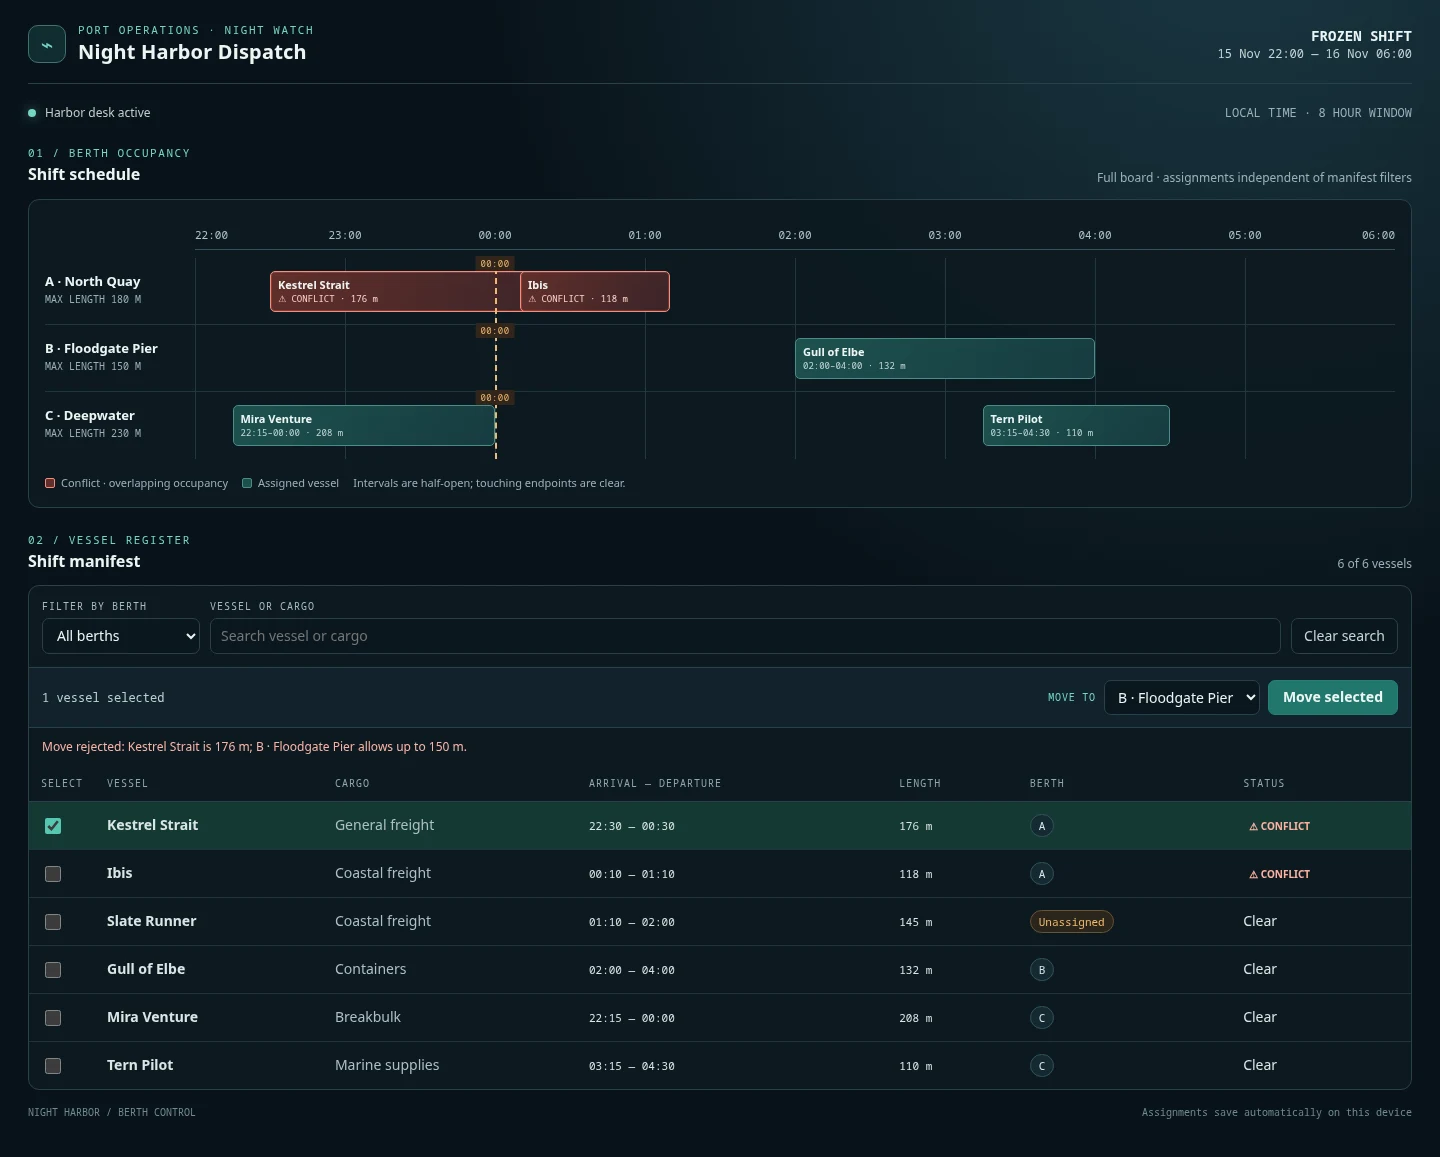 PORT OPERATIONS · NIGHT WATCH
Night Harbor Dispatch
FROZEN SHIFT
15 Nov 22:00 — 16 Nov 06:00
Harbor desk active
LOCAL TIME · 8 HOUR WINDOW
01 / BERTH OCCUPANCY
Shift schedule
Full board · assignments independent of manifest filters
22:00 23:00 00:00 01:00 02:00 03:00 04:00 05:00 06:00
00:00
A · North Quay
MAX LENGTH 180 M
Kestrel Strait
⚠ CONFLICT · 176 m
Ibis
⚠ CONFLICT · 118 m
00:00
B · Floodgate Pier
MAX LENGTH 150 M
Gull of Elbe
02:00–04:00 · 132 m
00:00
C · Deepwater
MAX LENGTH 230 M
Mira Venture
22:15–00:00 · 208 m
Tern Pilot
03:15–04:30 · 110 m
Conflict · overlapping occupancy Assigned vessel Intervals are half-open; touching endpoints are clear.
02 / VESSEL REGISTER
Shift manifest
6 of 6 vessels
FILTER BY BERTH VESSEL OR CARGO
All berths Search vessel or cargo Clear search
1 vessel selected MOVE TO B · Floodgate Pier Move selected
Move rejected: Kestrel Strait is 176 m; B · Floodgate Pier allows up to 150 m.
SELECT VESSEL CARGO ARRIVAL — DEPARTURE LENGTH BERTH STATUS
Kestrel Strait General freight 22:30 — 00:30 176 m A ⚠ CONFLICT
Ibis Coastal freight 00:10 — 01:10 118 m A ⚠ CONFLICT
Slate Runner Coastal freight 01:10 — 02:00 145 m Unassigned Clear
Gull of Elbe Containers 02:00 — 04:00 132 m B Clear
Mira Venture Breakbulk 22:15 — 00:00 208 m C Clear
Tern Pilot Marine supplies 03:15 — 04:30 110 m C Clear
NIGHT HARBOR / BERTH CONTROL
Assignments save automatically on this device